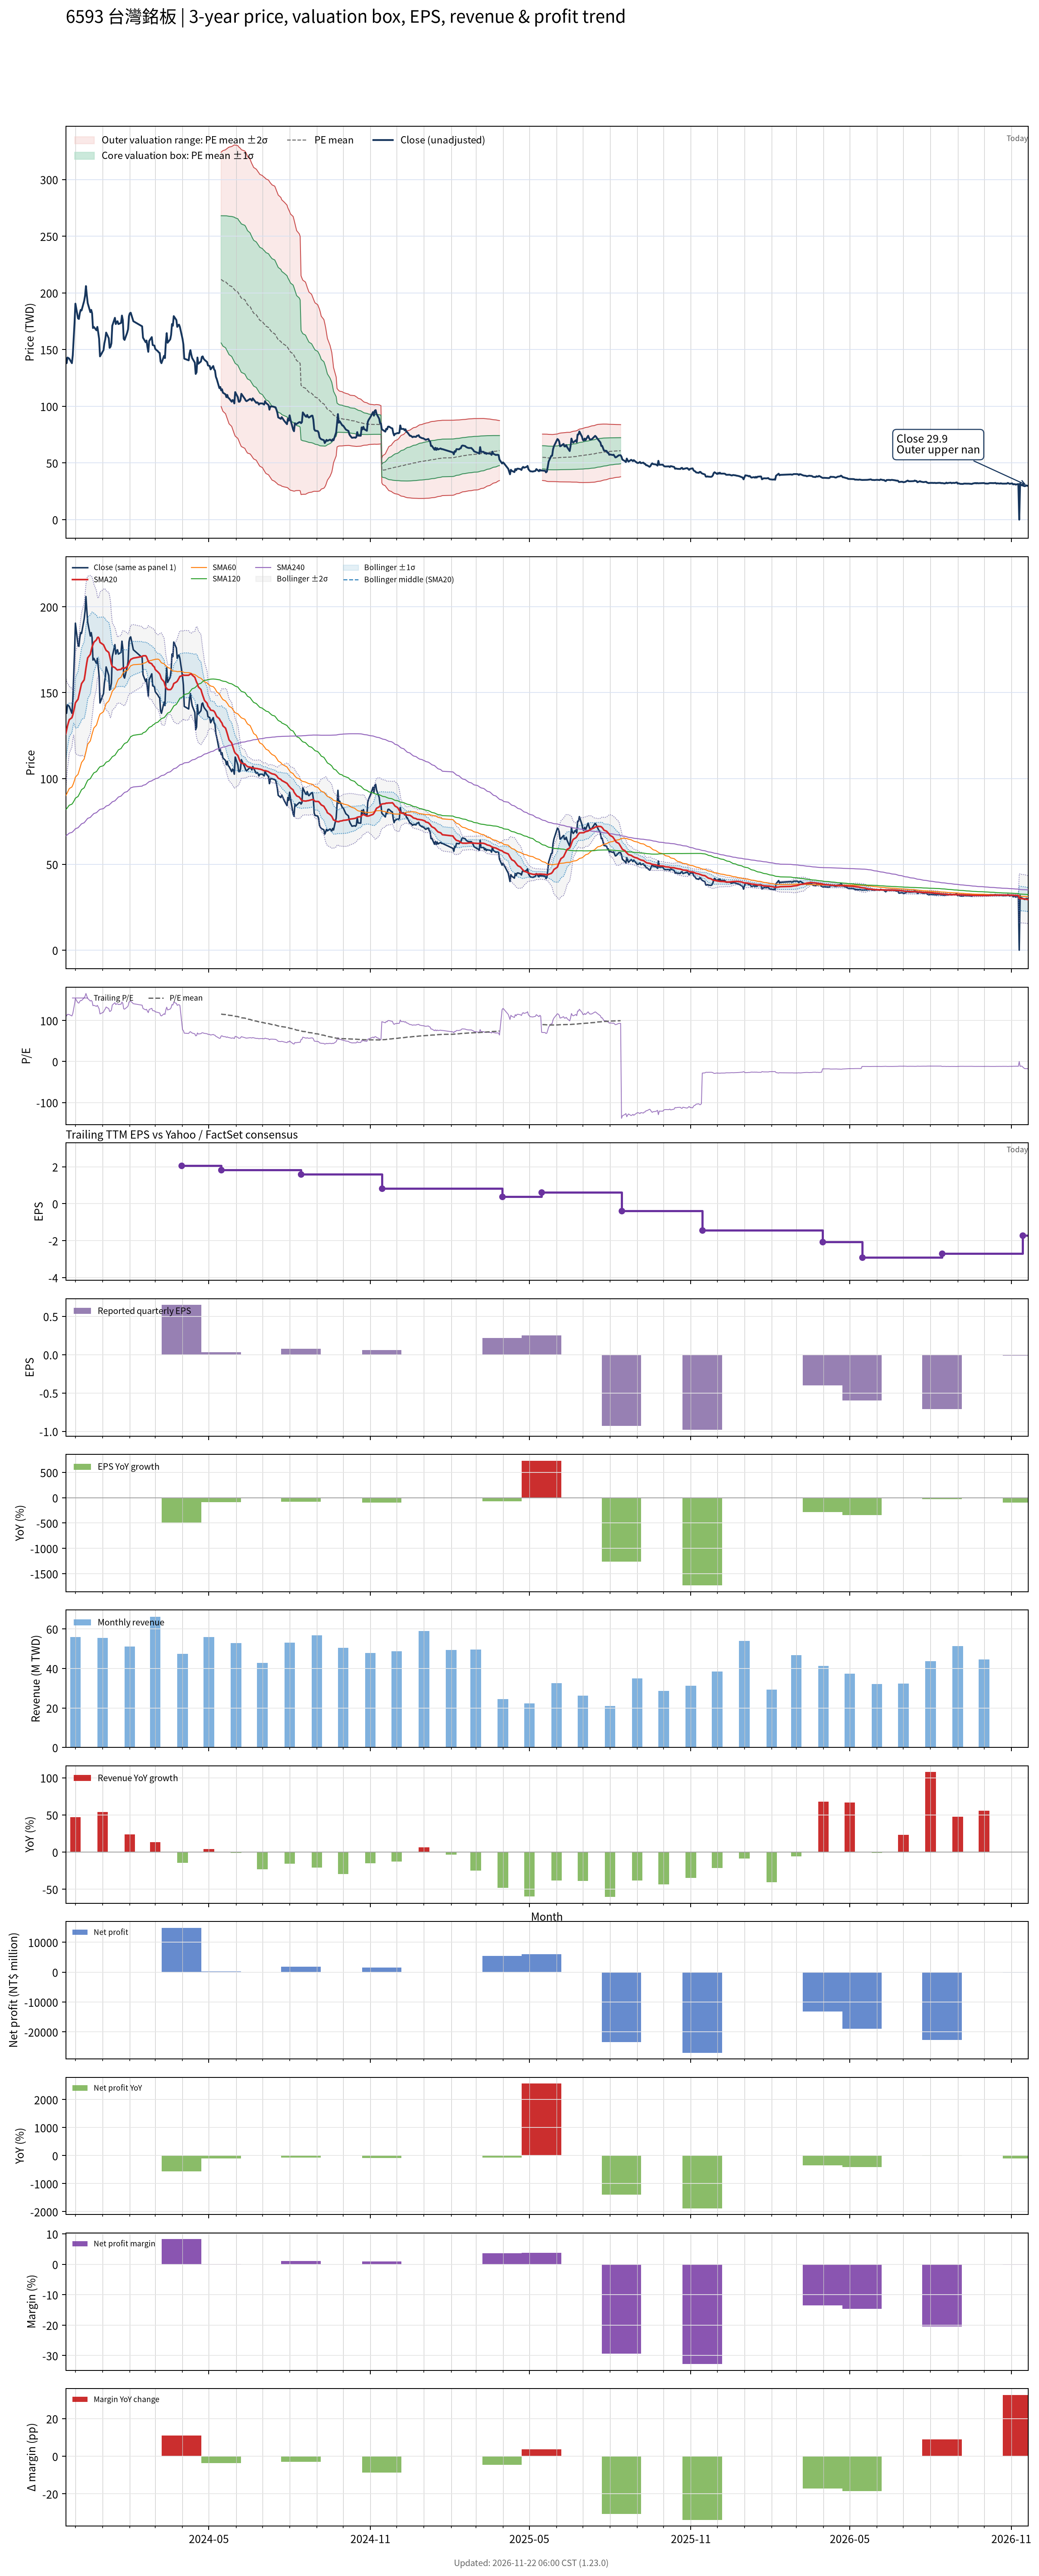 6593 台灣銘板 | 3-year price, valuation box, EPS, revenue & profit trend
Outer valuation range: PE mean ±2σ
PE mean
Close (unadjusted)
Core valuation box: PE mean ±1σ
Today
300
250
200
150
100
50
0
Price (TWD)
Close 29.9
Outer upper nan
Close (same as panel 1)
SMA20
SMA60
SMA120
SMA240
Bollinger ±2σ
Bollinger ±1σ
Bollinger middle (SMA20)
200
150
100
50
0
Price
Trailing P/E
P/E mean
100
0
-100
P/E
Trailing TTM EPS vs Yahoo / FactSet consensus
Today
2
0
-2
-4
EPS
Reported quarterly EPS
0.5
0.0
-0.5
-1.0
EPS
EPS YoY growth
500
0
-500
-1000
-1500
YoY (%)
Monthly revenue
60
40
20
0
Revenue (M TWD)
Revenue YoY growth
100
50
0
-50
YoY (%)
Month
Net profit
10000
0
-10000
-20000
Net profit (NT$ million)
Net profit YoY
2000
1000
0
-1000
-2000
YoY (%)
Net profit margin
10
0
-10
-20
-30
Margin (%)
Margin YoY change
20
0
-20
Δ margin (pp)
2024-05
2024-11
2025-05
2025-11
2026-05
2026-11
Updated: 2026-11-22 06:00 CST (1.23.0)